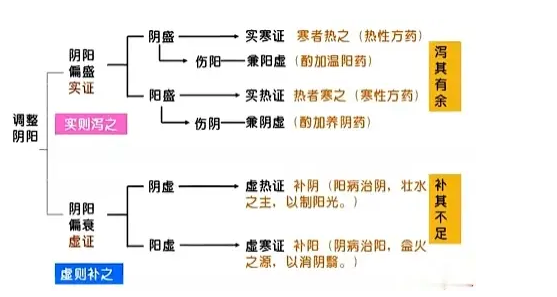 调整
阴阳
阴阳
偏盛
实证
实则泻之
阴盛
实寒证
寒者热之（热性方药）
伤阳
兼阳虚
（酌加温阳药）
阳盛
实热证
热者寒之（寒性方药）
伤阴
兼阴虚
（酌加养阴药）
泻其有余
阴阳
偏衰
虚证
虚则补之
阴虚
虚热证
补阴（阳病治阴，壮水
之主，以制阳光。）
阳虚
虚寒证
补阳（阴病治阳，益火
之源，以消阴翳。）
补其不足